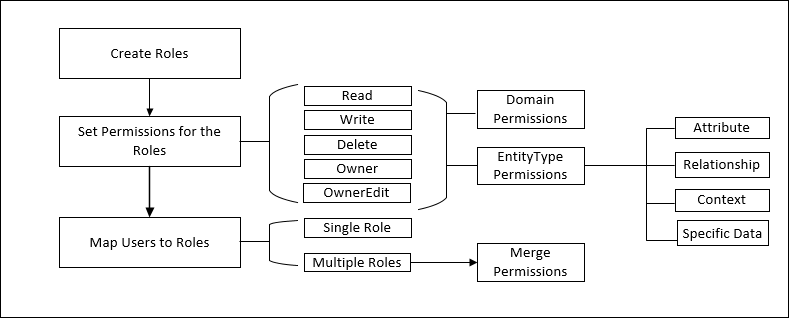 Create Roles
Set Permissions for the
Roles
Map Users to Roles
Read
Write
Delete
Owner
OwnerEdit
Single Role
Multiple Roles
Domain
Permissions
EntityType
Permissions
Merge
Permissions
Attribute
Relationship
Context
Specific Data